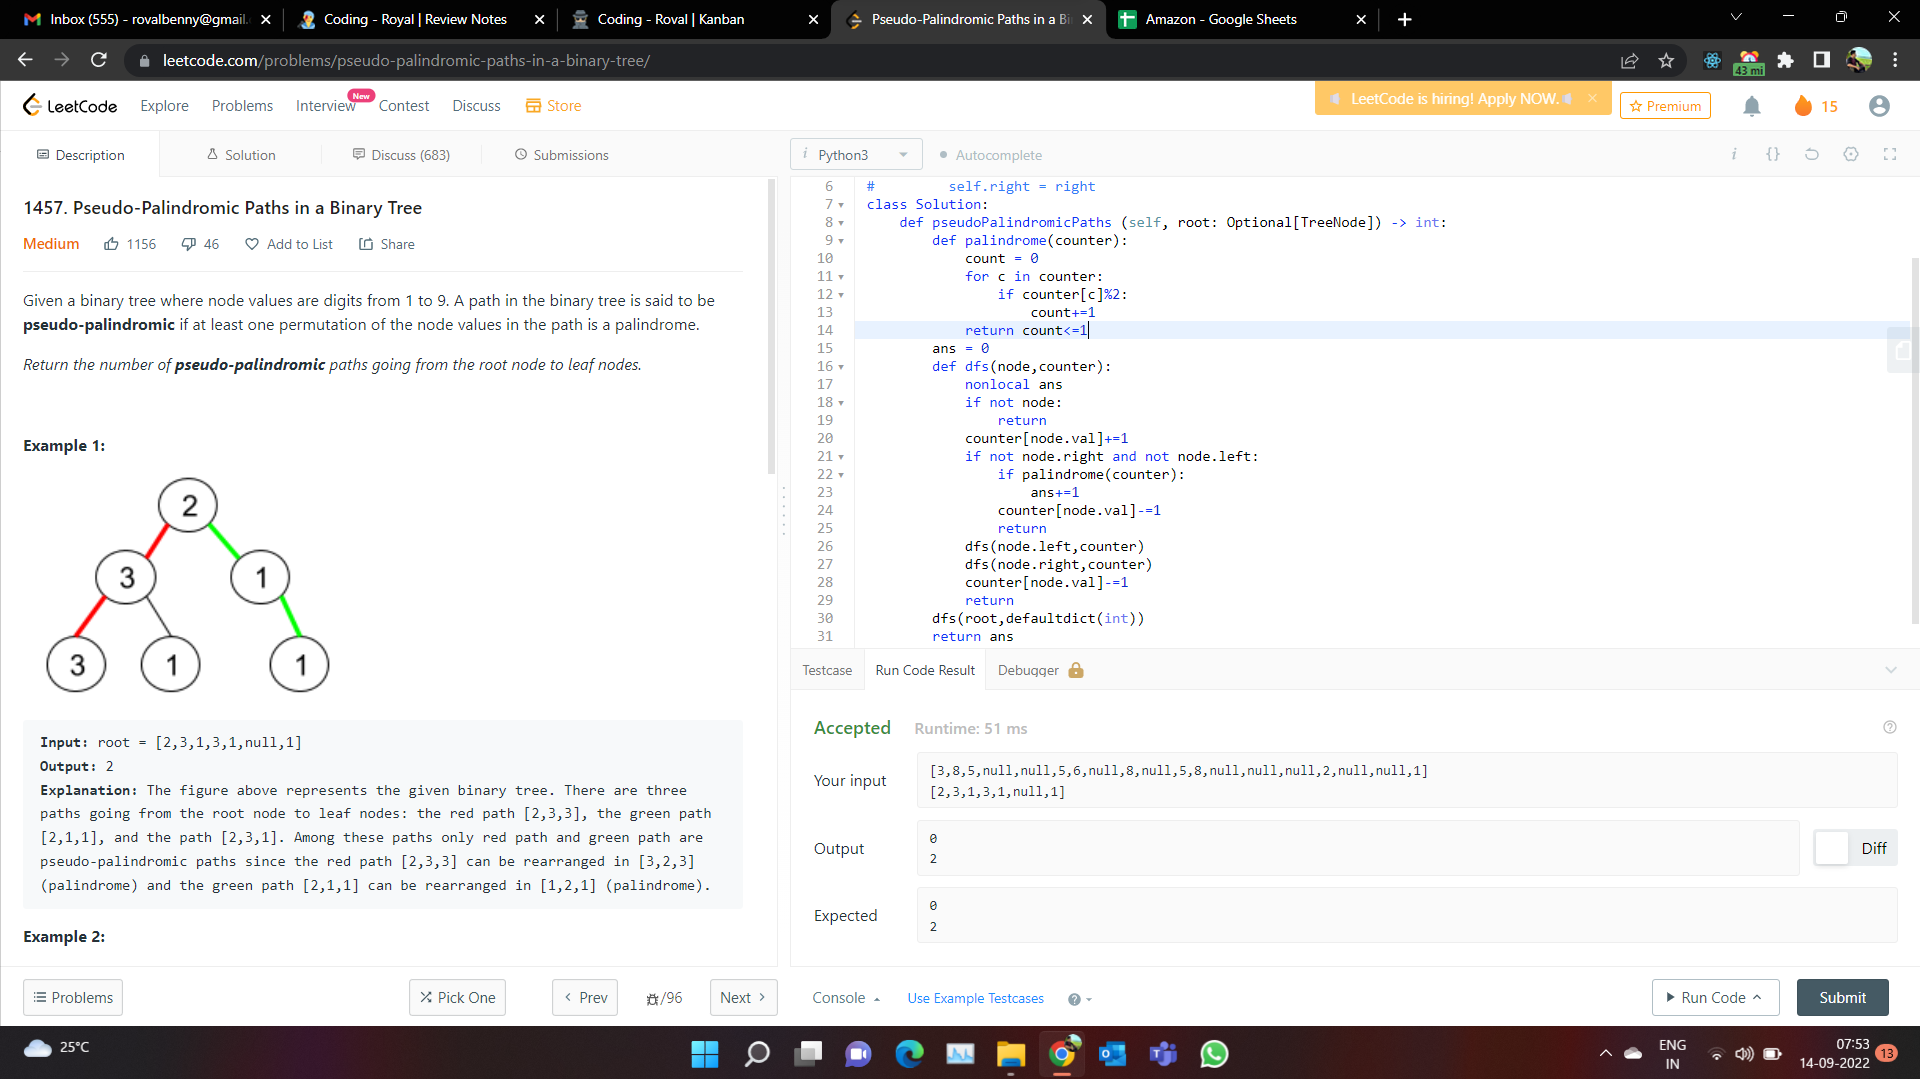 Inbox (555) - rovalbenny@gmail.
Coding - Royal | Review Notes
Coding - Roval | Kanban
Pseudo-Palindromic Paths in a Bi
Amazon - Google Sheets
leetcode.com/problems/pseudo-palindromic-paths-in-a-binary-tree/
43 mi
LeetCode
Explore
Problems
Interview
New
Contest
Discuss
Store
LeetCode is hiring! Apply NOW.
Premium
15
Description
Solution
Discuss (683)
Submissions
i Python3
Autocomplete
1457. Pseudo-Palindromic Paths in a Binary Tree
Medium
1156
46
Add to List
Share
Given a binary tree where node values are digits from 1 to 9. A path in the binary tree is said to be
pseudo-palindromic if at least one permutation of the node values in the path is a palindrome.
Return the number of pseudo-palindromic paths going from the root node to leaf nodes.
Example 1:
2
3 1
3 1 1
Input: root = [2,3,1,3,1,null,1]
Output: 2
Explanation: The figure above represents the given binary tree. There are three
paths going from the root node to leaf nodes: the red path [2,3,3], the green path
[2,1,1], and the path [2,3,1]. Among these paths only red path and green path are
pseudo-palindromic paths since the red path [2,3,3] can be rearranged in [3,2,3]
(palindrome) and the green path [2,1,1] can be rearranged in [1,2,1] (palindrome).
Example 2:
6 #         self.right = right
7 class Solution:
8     def pseudoPalindromicPaths (self, root: Optional[TreeNode]) -> int:
9         def palindrome(counter):
10             count = 0
11             for c in counter:
12                 if counter[c]%2:
13                     count+=1
14             return count<=1
15         ans = 0
16         def dfs(node,counter):
17             nonlocal ans
18             if not node:
19                 return
20             counter[node.val]+=1
21             if not node.right and not node.left:
22                 if palindrome(counter):
23                     ans+=1
24                 counter[node.val]-=1
25                 return
26             dfs(node.left,counter)
27             dfs(node.right,counter)
28             counter[node.val]-=1
29             return
30         dfs(root,defaultdict(int))
31         return ans
Testcase
Run Code Result
Debugger
Accepted
Runtime: 51 ms
Your input
[3,8,5,null,null,5,6,null,8,null,5,8,null,null,null,2,null,null,1]
[2,3,1,3,1,null,1]
Output
0
2
Diff
Expected
0
2
Problems
Pick One
Prev
/96
Next
Console
Use Example Testcases
Run Code
Submit
25°C
ENG
IN
07:53
14-09-2022
13